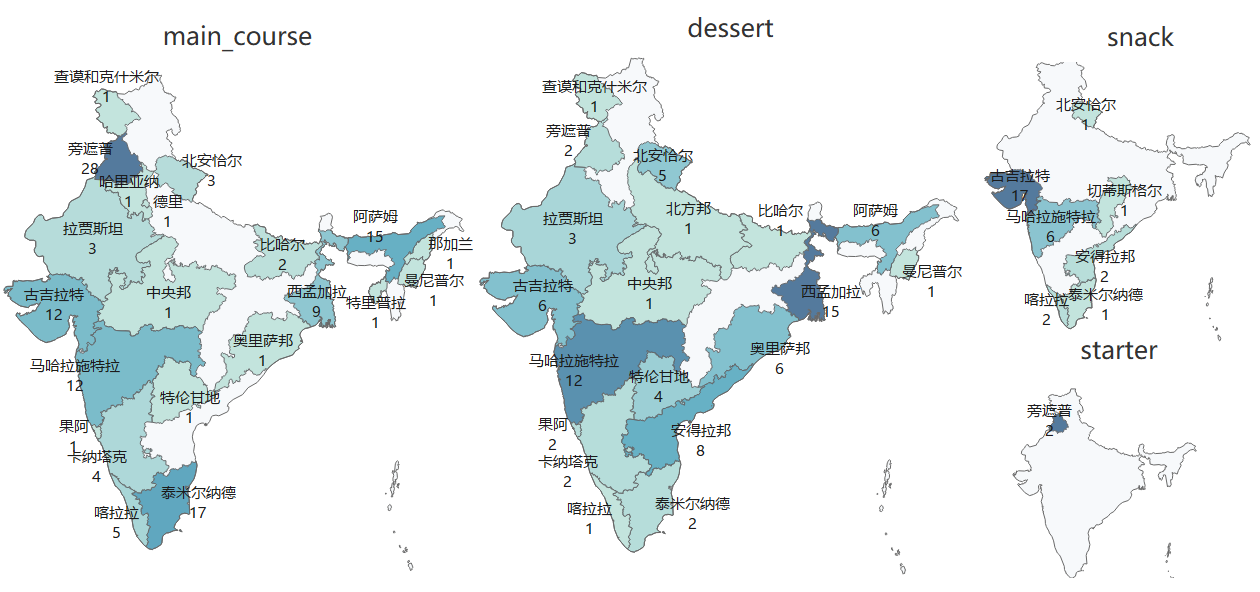 main_course
查谟和克什米尔
1
旁遮普
28
北安恰尔
3
哈里亚纳
1
德里
1
拉贾斯坦
3
阿萨姆
15
比哈尔
2
那加兰
1
曼尼普尔
1
古吉拉特
12
中央邦
1
西孟加拉
9
特里普拉
1
奥里萨邦
1
马哈拉施特拉
12
特伦甘地
1
果阿
1
卡纳塔克
4
泰米尔纳德
17
喀拉拉
5
dessert
查谟和克什米尔
1
旁遮普
2
北安恰尔
5
拉贾斯坦
3
北方邦
1
比哈尔
1
阿萨姆
6
曼尼普尔
1
古吉拉特
6
中央邦
1
西孟加拉
15
奥里萨邦
6
马哈拉施特拉
12
特伦甘地
4
果阿
2
安得拉邦
8
卡纳塔克
2
喀拉拉
1
泰米尔纳德
2
snack
北安恰尔
1
古吉拉特
17
切蒂斯格尔
1
马哈拉施特拉
6
安得拉邦
2
喀拉拉
2
泰米尔纳德
1
starter
旁遮普
2